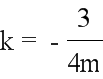 k = - 3/4m